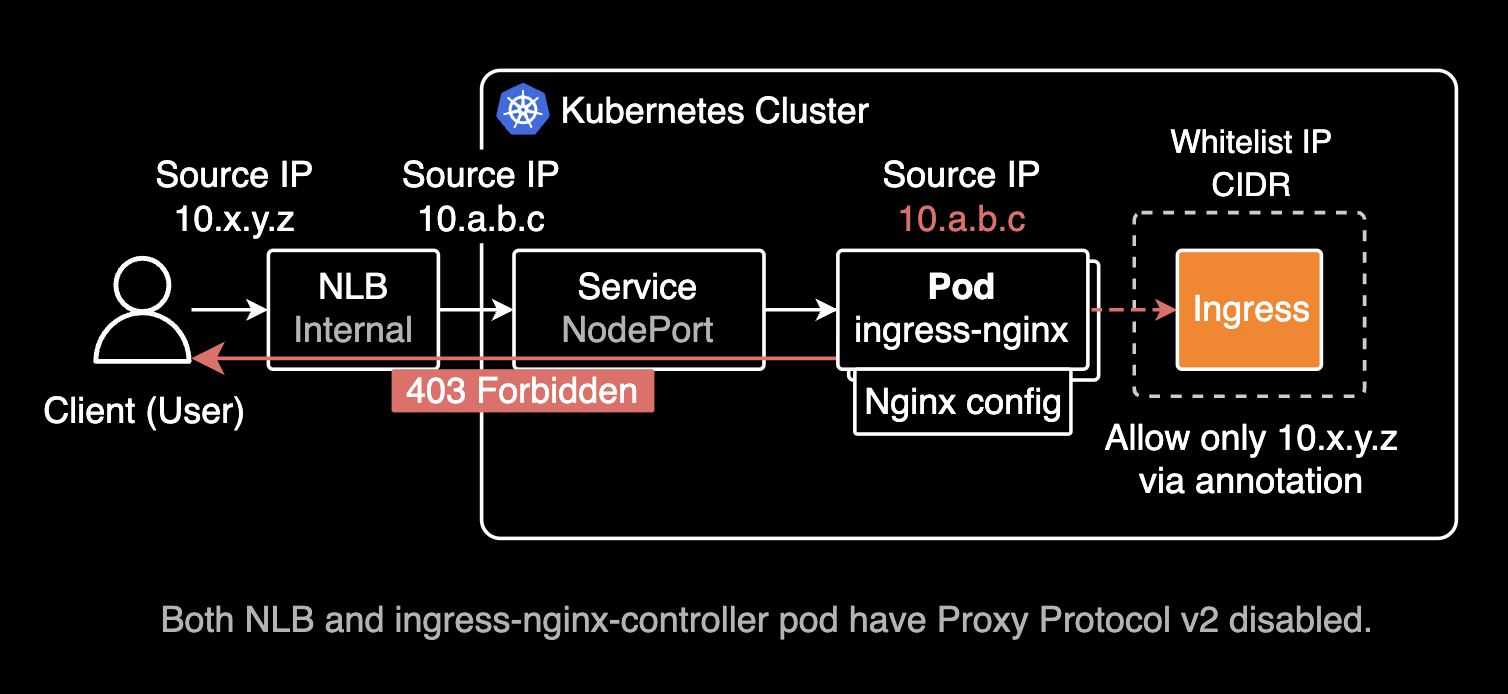 Kubernetes Cluster
Source IP
10.x.y.z
Source IP
10.a.b.c
Source IP
10.a.b.c
Whitelist IP
CIDR
NLB
Internal
Service
NodePort
Pod
ingress-nginx
Nginx config
Ingress
403 Forbidden
Client (User)
Allow only 10.x.y.z
via annotation
Both NLB and ingress-nginx-controller pod have Proxy Protocol v2 disabled.